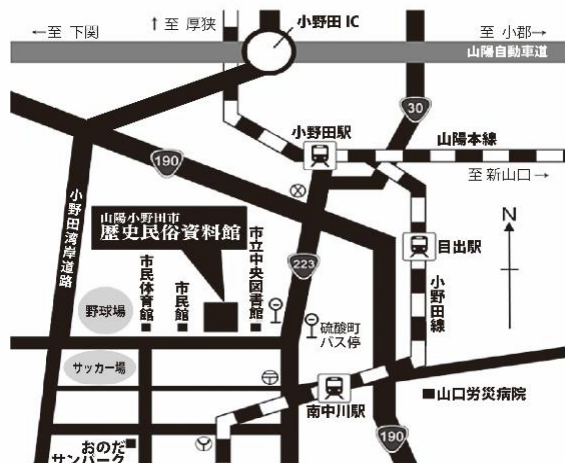 ←至 下関
↑至 厚狭
小野田IC
至 小郡→
山陽自動車道
30
小野田駅
山陽本線
至 新山口→
190
小野田湾岸道路
山陽小野田市
歴史民俗資料館
市立中央図書館
223
目出駅
N
小野田線
市民体育館
市民館
野球場
硫酸町
バス停
サッカー場
南中川駅
山口労災病院
190
おのだ
サンパーク